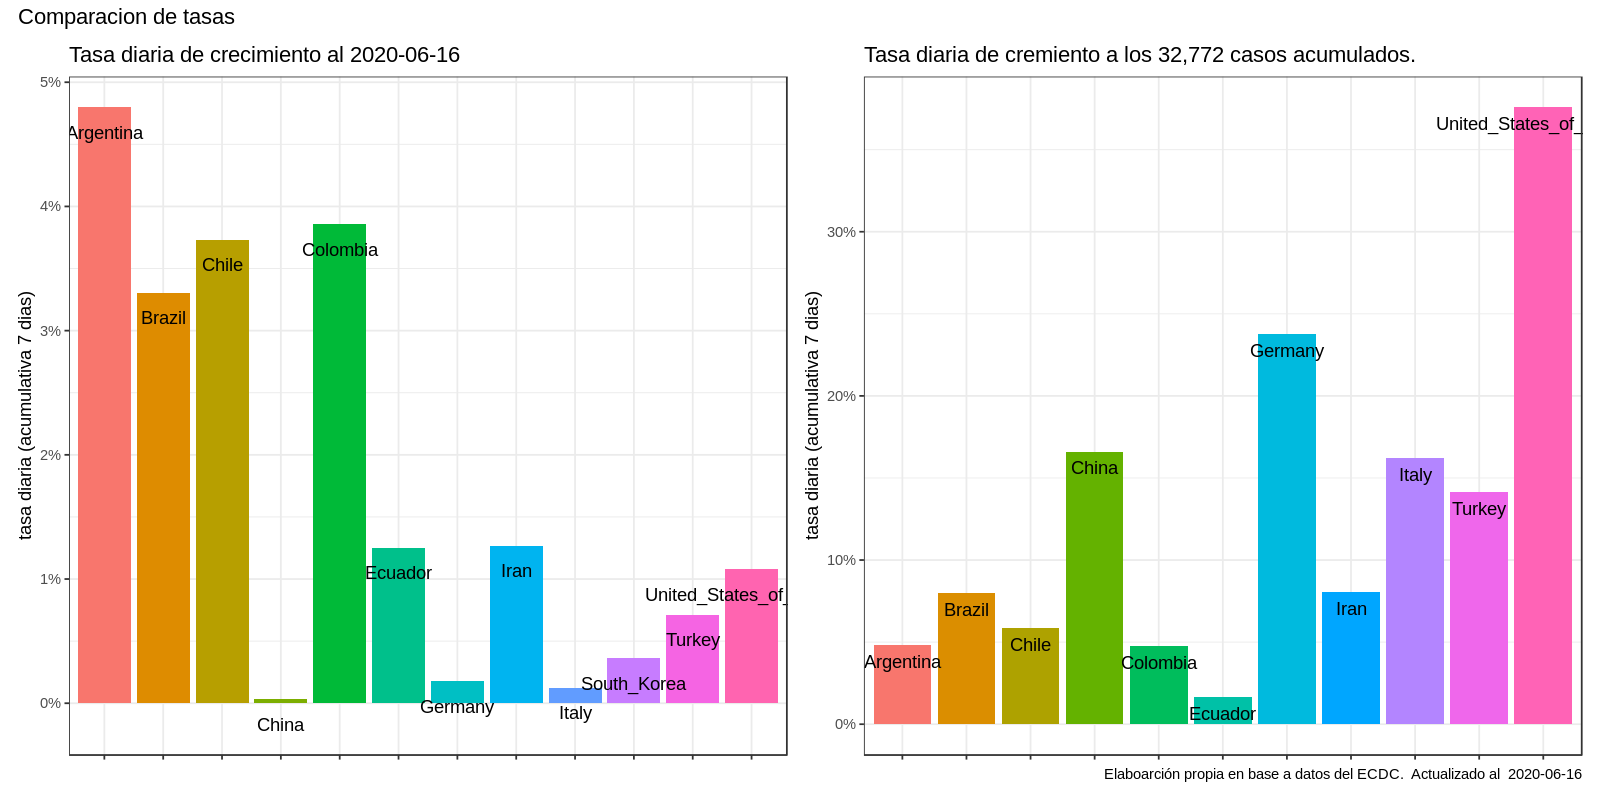 Comparacion de tasas
Tasa diaria de crecimiento al 2020-06-16
tasa diaria (acumulativa 7 dias)
5%
4%
3%
2%
1%
0%
Argentina
Brazil
Chile
China
Colombia
Ecuador
Germany
Iran
Italy
South_Korea
Turkey
United_States_of_
Tasa diaria de cremiento a los 32,772 casos acumulados.
tasa diaria (acumulativa 7 dias)
30%
20%
10%
0%
Argentina
Brazil
Chile
China
Colombia
Ecuador
Germany
Iran
Italy
Turkey
United_States_of_
Elaboarción propia en base a datos del ECDC. Actualizado al 2020-06-16